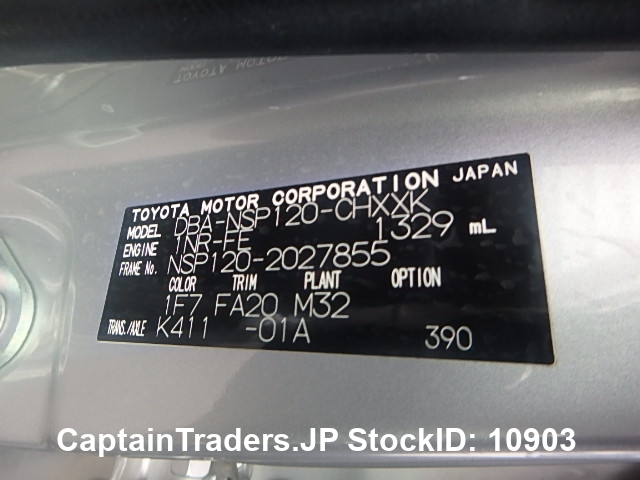 TOYOTA MOTOR CORPORATION JAPAN
MODEL DBA-NSP120-CHXXK
ENGINE 1NR-FE 1329 mL
FRAME No. NSP120-2027855
COLOR TRIM PLANT OPTION
1F7 FA20 M32
TRANS./AXLE K411 -01A 390
CaptainTraders.JP StockID: 10903